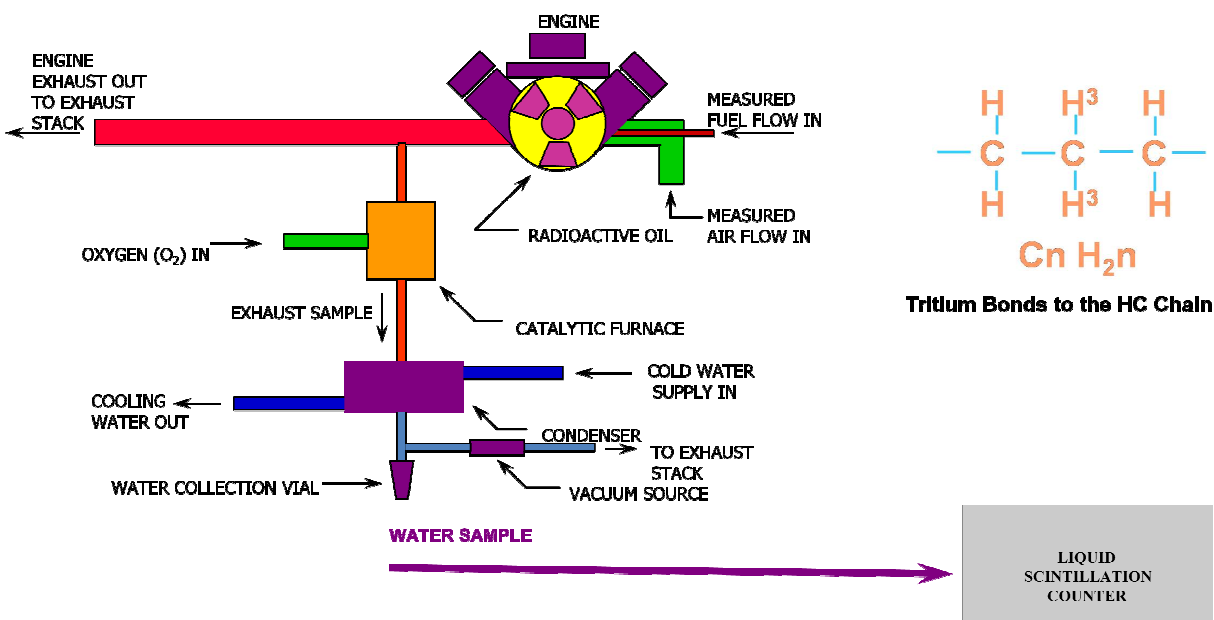 ENGINE
ENGINE
EXHAUST OUT
TO EXHAUST
STACK
MEASURED
FUEL FLOW IN
RADIOACTIVE OIL
MEASURED
AIR FLOW IN
OXYGEN (O₂) IN
EXHAUST SAMPLE
CATALYTIC FURNACE
COLD WATER
SUPPLY IN
COOLING
WATER OUT
CONDENSER
TO EXHAUST
STACK
WATER COLLECTION VIAL
VACUUM SOURCE
WATER SAMPLE
H H³ H
C C C
H H³ H
Cn H₂n
Tritium Bonds to the HC Chain
LIQUID
SCINTILLATION
COUNTER